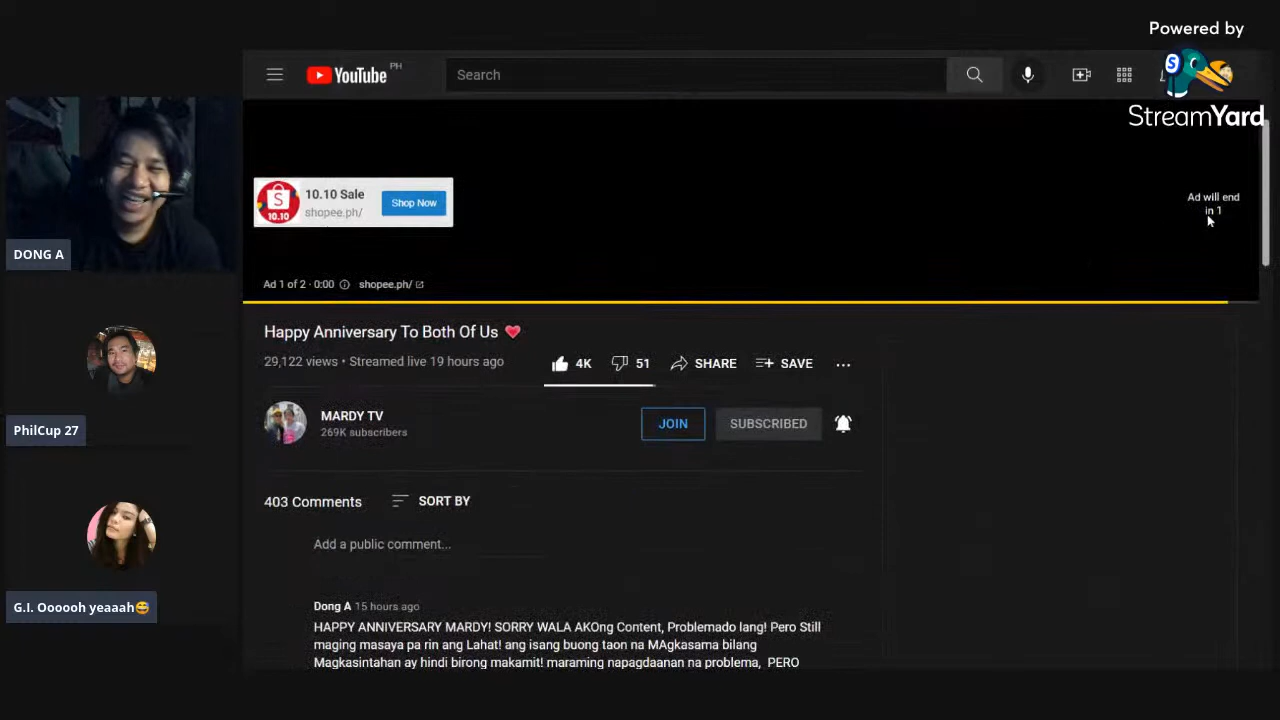 Powered by
StreamYard
YouTube PH
Search
10.10 Sale
shopee.ph/
Shop Now
10.10
Ad will end
in 1
Ad 1 of 2 · 0:00
shopee.ph/
Happy Anniversary To Both Of Us
29,122 views • Streamed live 19 hours ago
4K
51
SHARE
SAVE
MARDY TV
269K subscribers
JOIN
SUBSCRIBED
403 Comments
SORT BY
Add a public comment...
Dong A 15 hours ago
HAPPY ANNIVERSARY MARDY! SORRY WALA AKOng Content, Problemado lang! Pero Still
maging masaya pa rin ang Lahat! ang isang buong taon na MAgkasama bilang
Magkasintahan ay hindi birong makamit! maraming napagdaanan na problema, PERO
DONG A
PhilCup 27
G.I. Oooooh yeaaah😅